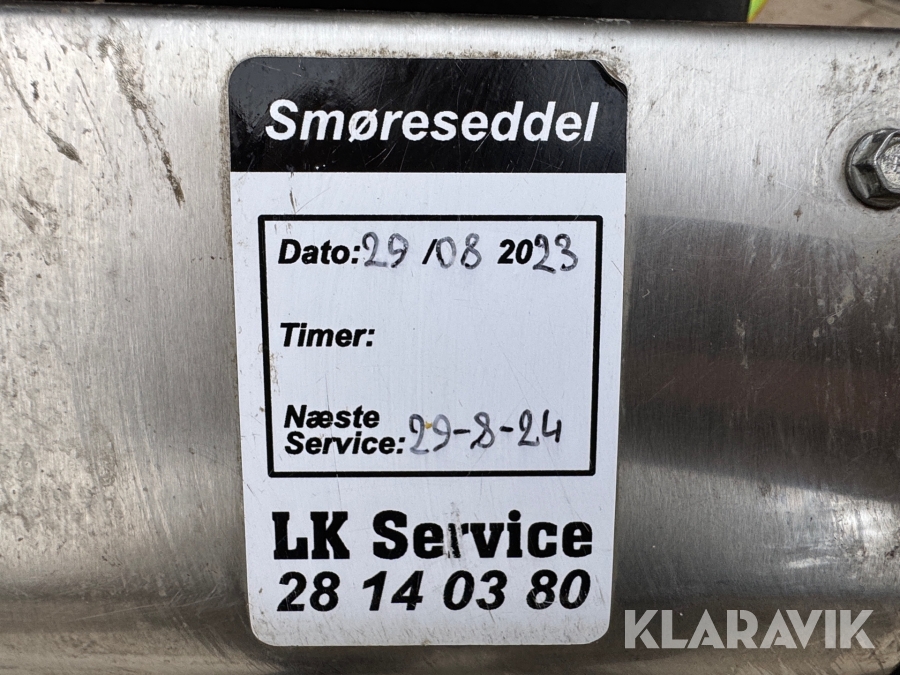 Smøreseddel
Dato: 29 /08 2023
Timer:
Næste
Service: 29-8-24
LK Service
28 14 03 80
KLARAVIK